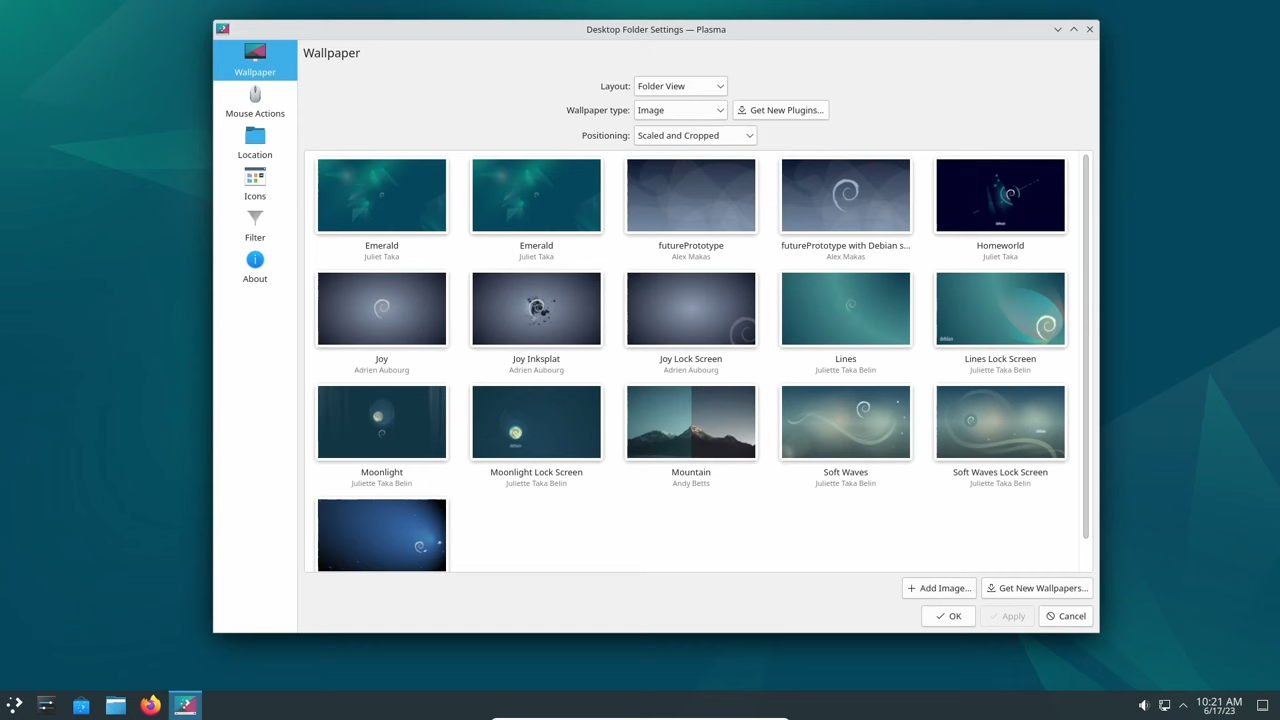 Desktop Folder Settings — Plasma
Wallpaper
Mouse Actions
Location
Icons
Filter
About
Wallpaper
Layout: Folder View
Wallpaper type: Image Get New Plugins...
Positioning: Scaled and Cropped
Emerald Emerald futurePrototype futurePrototype with Debian s... Homeworld
Juliet Taka Juliet Taka Alex Makas Alex Makas Juliet Taka
Joy Joy Inksplat Joy Lock Screen Lines Lines Lock Screen
Adrien Aubourg Adrien Aubourg Adrien Aubourg Juliette Taka Belin Juliette Taka Belin
Moonlight Moonlight Lock Screen Mountain Soft Waves Soft Waves Lock Screen
Juliette Taka Belin Juliette Taka Belin Andy Betts Juliette Taka Belin Juliette Taka Belin
Add Image... Get New Wallpapers...
OK Apply Cancel
10:21 AM
6/17/23